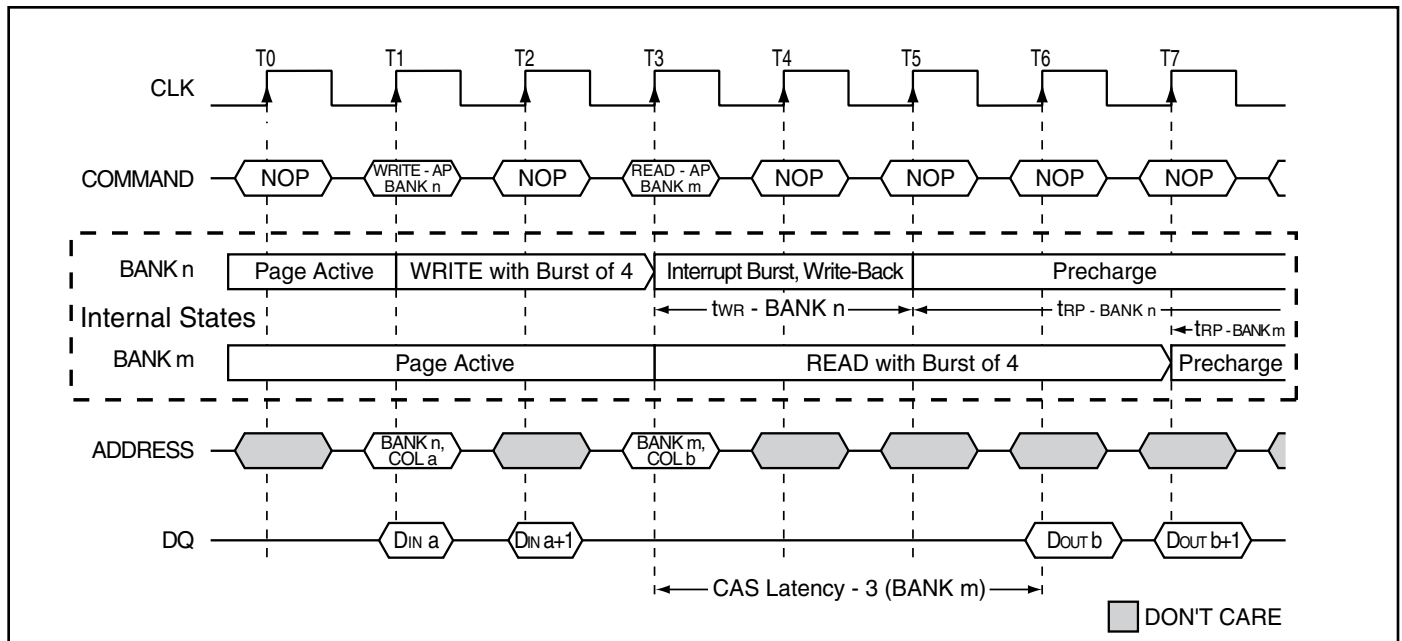 T0 T1 T2 T3 T4 T5 T6 T7
CLK
COMMAND NOP WRITE - AP BANK n NOP READ - AP BANK m NOP NOP NOP NOP
BANK n Page Active WRITE with Burst of 4 Interrupt Burst, Write-Back Precharge
tWR - BANK n tRP - BANK n
Internal States
tRP - BANK m
BANK m Page Active READ with Burst of 4 Precharge
ADDRESS BANK n, COL a BANK m, COL b
DQ DIN a DIN a+1 DOUT b DOUT b+1
CAS Latency - 3 (BANK m)
DON'T CARE